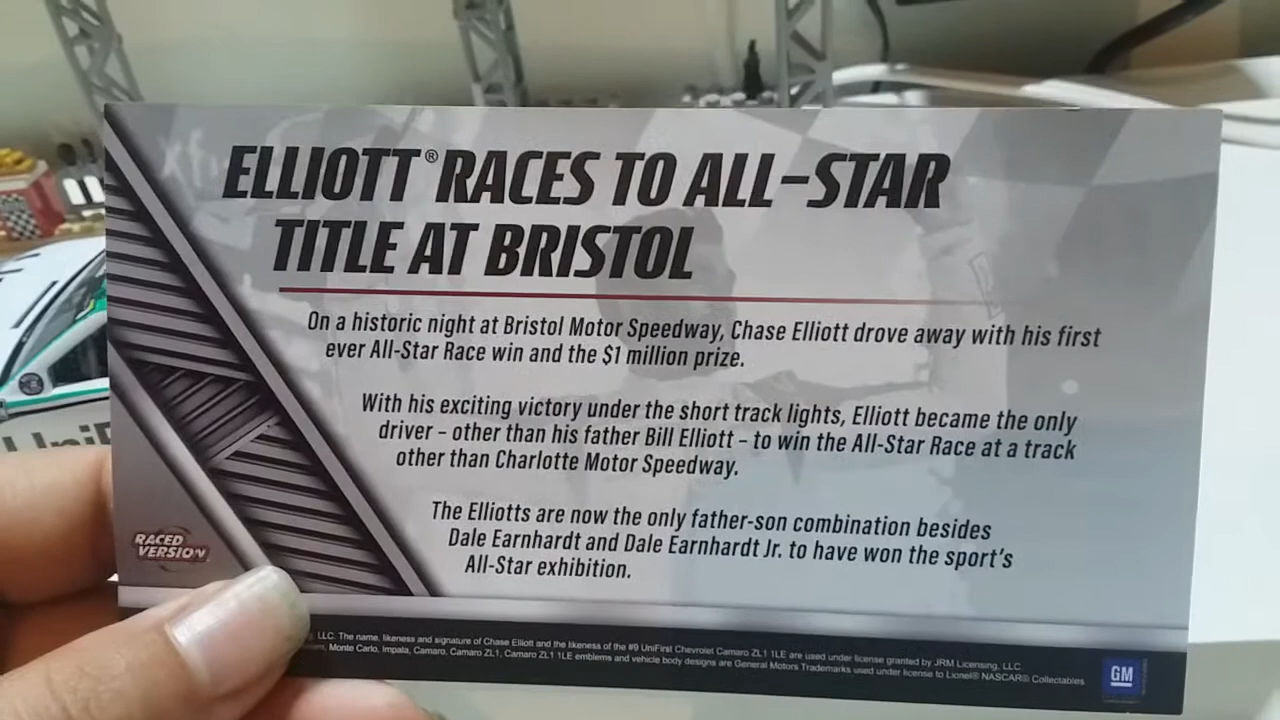 ELLIOTT® RACES TO ALL-STAR
TITLE AT BRISTOL
On a historic night at Bristol Motor Speedway, Chase Elliott drove away with his first
ever All-Star Race win and the $1 million prize.
With his exciting victory under the short track lights, Elliott became the only
driver – other than his father Bill Elliott – to win the All-Star Race at a track
other than Charlotte Motor Speedway.
The Elliotts are now the only father-son combination besides
Dale Earnhardt and Dale Earnhardt Jr. to have won the sport's
All-Star exhibition.
RACED
VERSION
LLC. The name, likeness and signature of Chase Elliott and the likeness of the #9 UniFirst Chevrolet Camaro ZL1 1LE are used under license granted by JRM Licensing, LLC.
Monte Carlo, Impala, Camaro, Camaro ZL1, Camaro ZL1 1LE emblems and vehicle body designs are General Motors Trademarks used under license to Lionel® NASCAR® Collectables.
GM